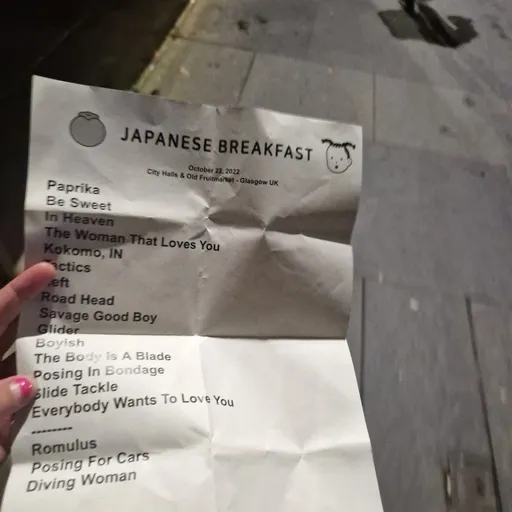 JAPANESE BREAKFAST
October 22, 2022
City Halls & Old Fruitmarket - Glasgow UK
Paprika
Be Sweet
In Heaven
The Woman That Loves You
Kokomo, IN
Tactics
Road Head
Savage Good Boy
Glider
Boyish
The Body Is A Blade
Posing In Bondage
Slide Tackle
Everybody Wants To Love You
--------
Romulus
Posing For Cars
Diving Woman